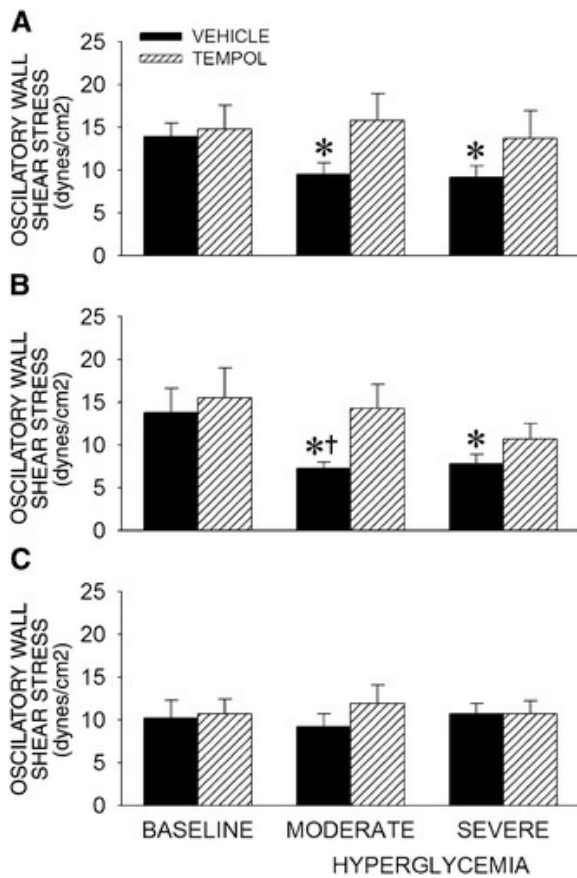 A
VEHICLE
TEMPOL
OSCILATORY WALL
SHEAR STRESS
(dynes/cm2)
25
20
15
10
5
0
*
*
B
OSCILATORY WALL
SHEAR STRESS
(dynes/cm2)
25
20
15
10
5
0
*†
*
C
OSCILATORY WALL
SHEAR STRESS
(dynes/cm2)
25
20
15
10
5
0
BASELINE MODERATE SEVERE
HYPERGLYCEMIA